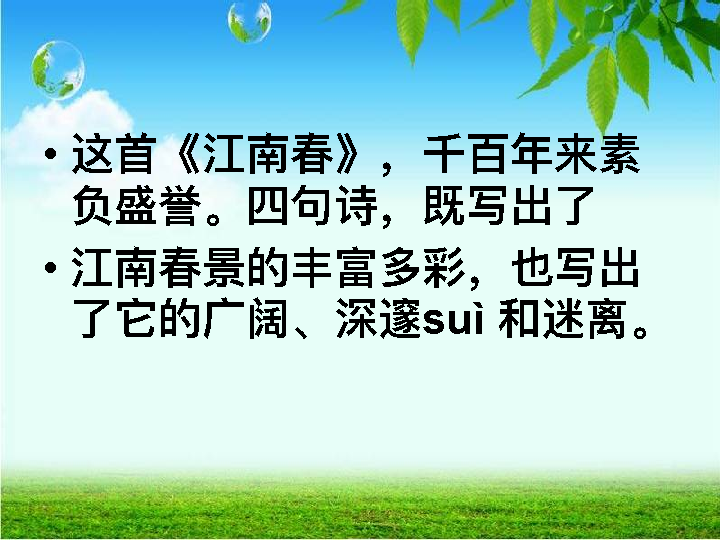 • 这首《江南春》，千百年来素
负盛誉。四句诗，既写出了
• 江南春景的丰富多彩，也写出
了它的广阔、深邃suì 和迷离。